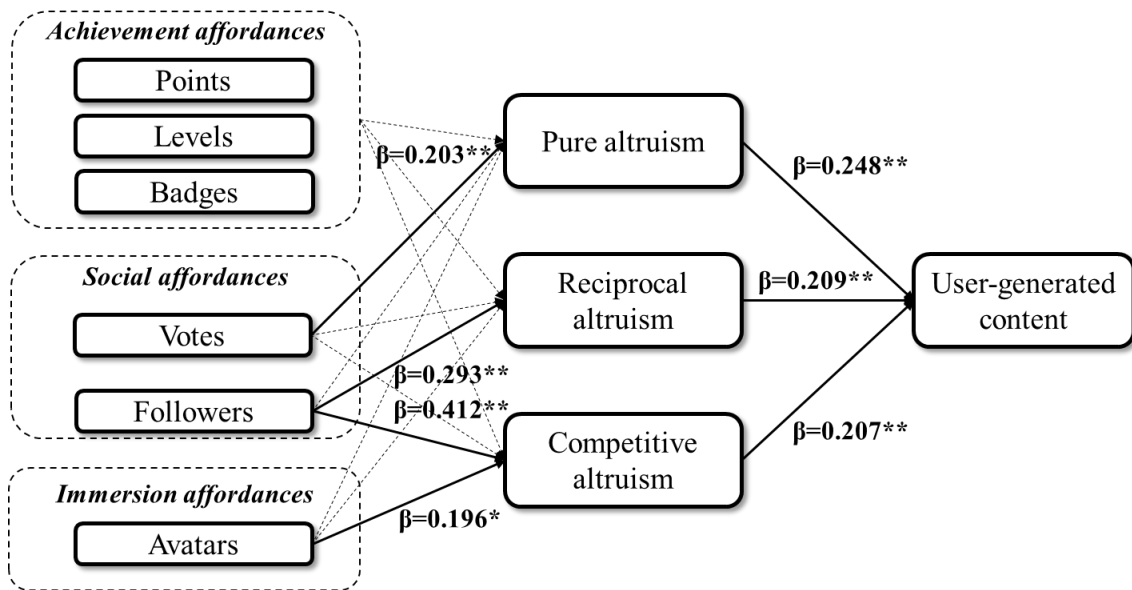 Achievement affordances
Points
Levels
Badges
Social affordances
Votes
Followers
Immersion affordances
Avatars
β=0.203**
β=0.293**
β=0.412**
β=0.196*
Pure altruism
Reciprocal
altruism
Competitive
altruism
β=0.248**
β=0.209**
β=0.207**
User-generated
content